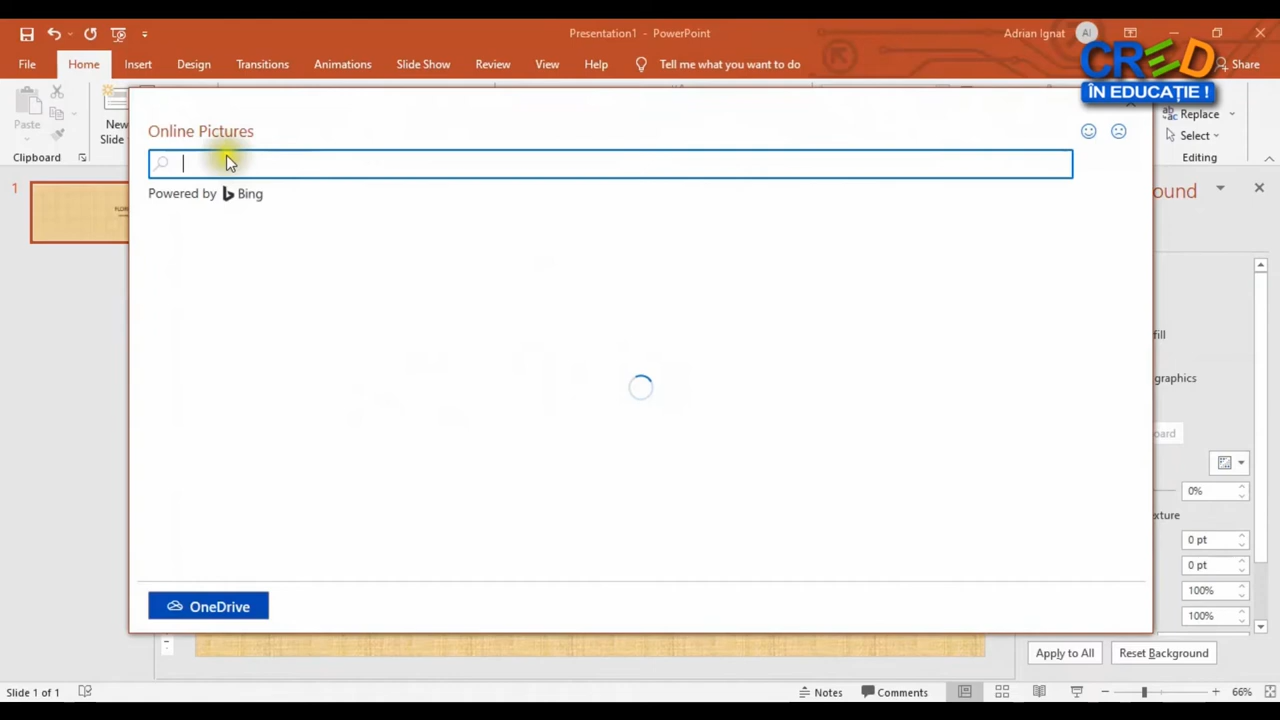 Presentation1 - PowerPoint
Adrian Ignat
AI
CRED
ÎN EDUCAȚIE !
File Home Insert Design Transitions Animations Slide Show Review View Help Tell me what you want to do Share
Paste
New
Slide
Replace
Select
Clipboard
Editing
Online Pictures
Powered by Bing
1
ound
fill
graphics
oard
0%
xture
0 pt
0 pt
100%
100%
OneDrive
Apply to All Reset Background
Slide 1 of 1
Notes Comments
66%